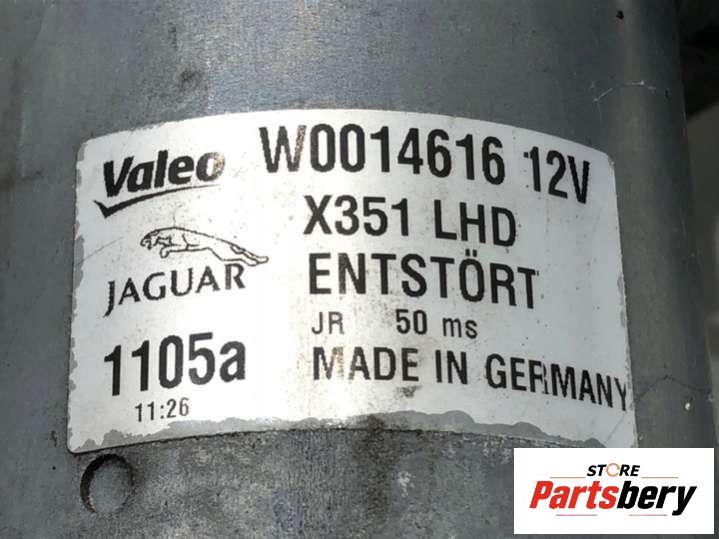 Valeo W0014616 12V
X351 LHD
JAGUAR ENTSTÖRT
JR 50 ms
1105a MADE IN GERMANY
11:26
STORE
Partsbery